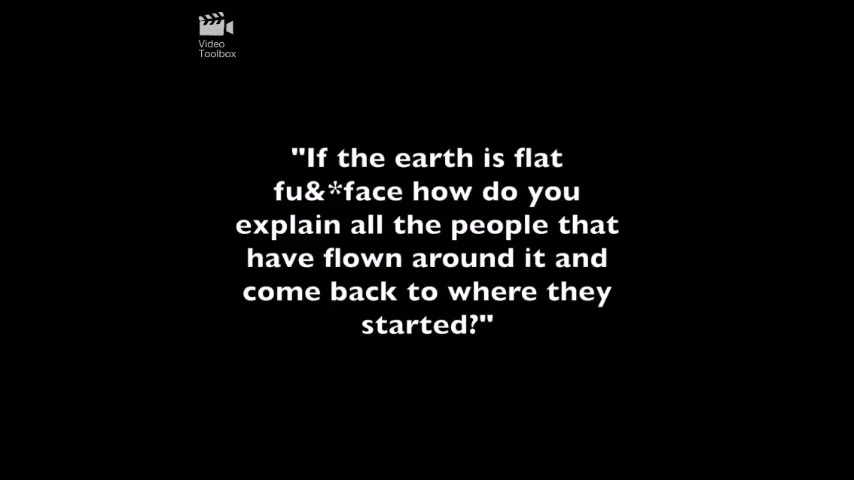 Video
Toolbox
"If the earth is flat
fu&*face how do you
explain all the people that
have flown around it and
come back to where they
started?"